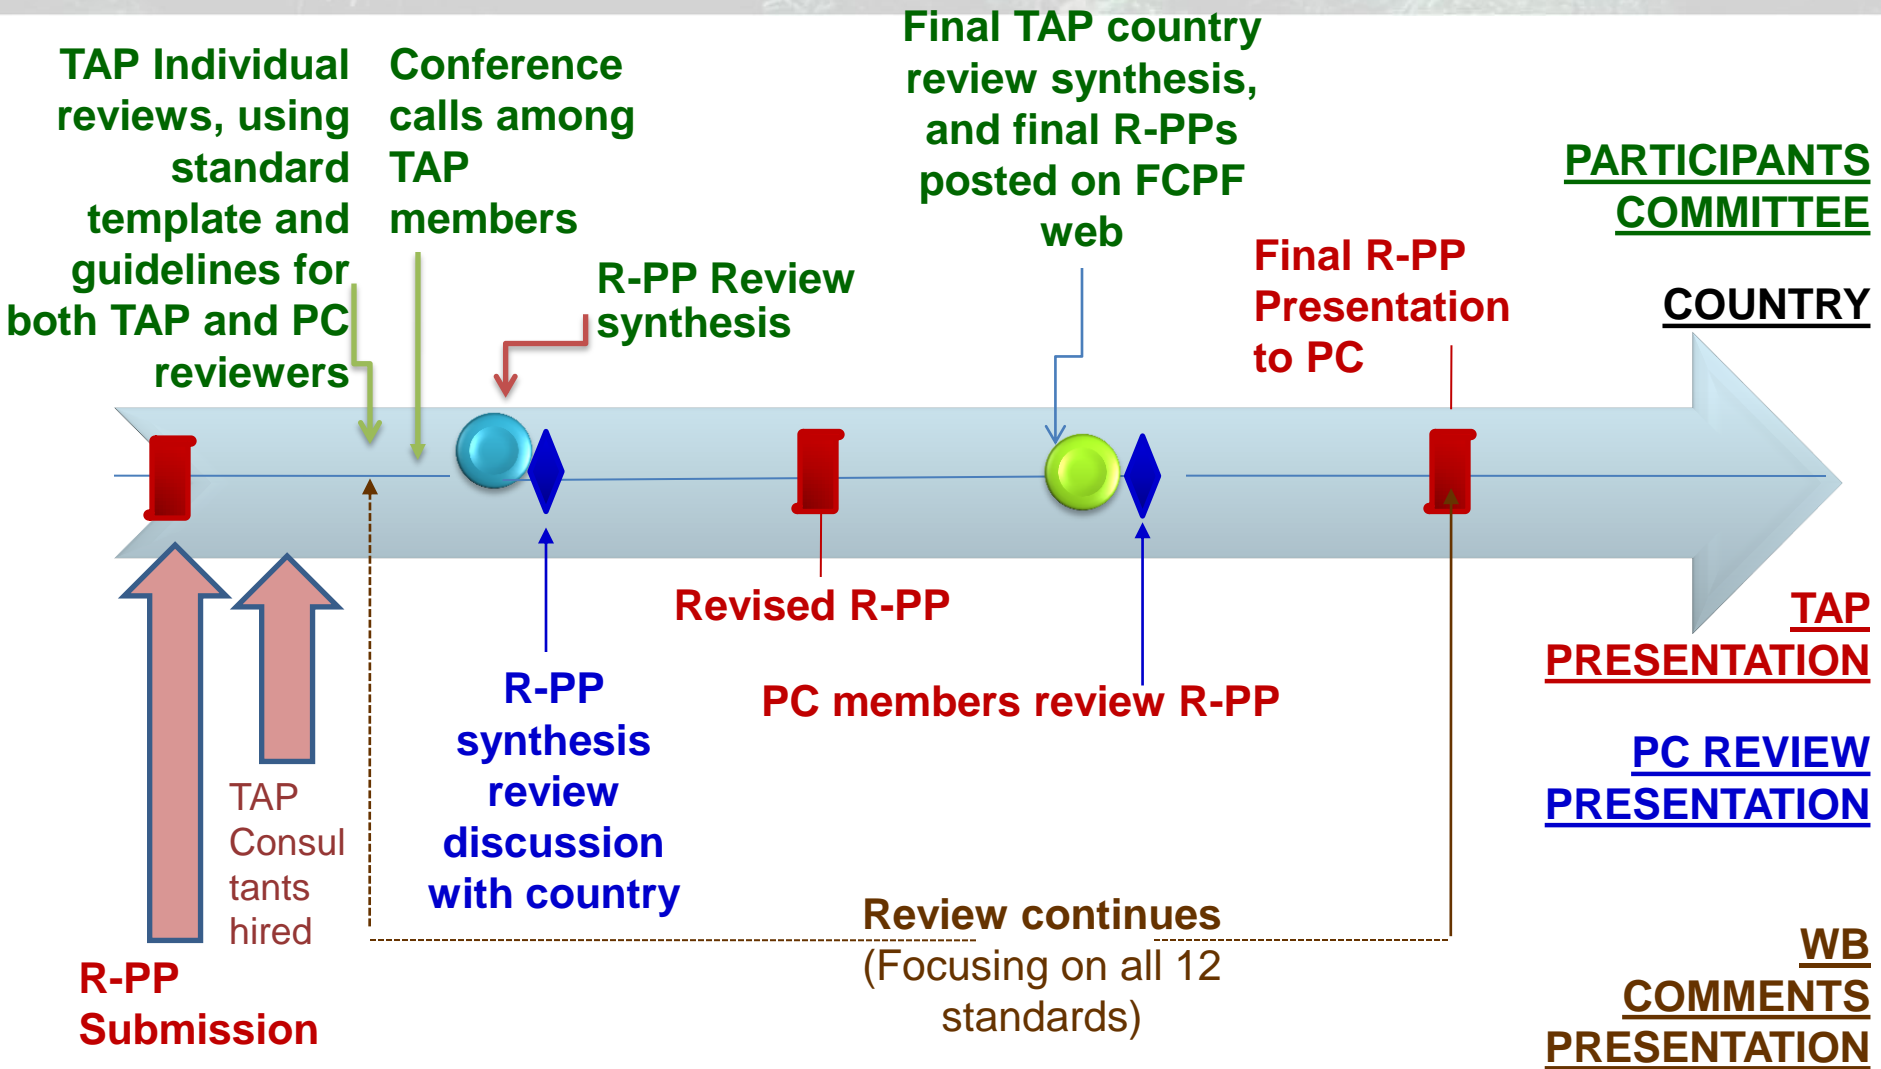 TAP Individual
reviews, using
standard
template and
guidelines for
both TAP and PC
reviewers
Conference
calls among
TAP
members
R-PP Review
synthesis
Final TAP country
review synthesis,
and final R-PPs
posted on FCPF
web
Final R-PP
Presentation
to PC
PARTICIPANTS
COMMITTEE
COUNTRY
Revised R-PP
PC members review R-PP
R-PP
synthesis
review
discussion
with country
TAP
Consul
tants
hired
R-PP
Submission
Review continues
(Focusing on all 12
standards)
TAP
PRESENTATION
PC REVIEW
PRESENTATION
WB
COMMENTS
PRESENTATION